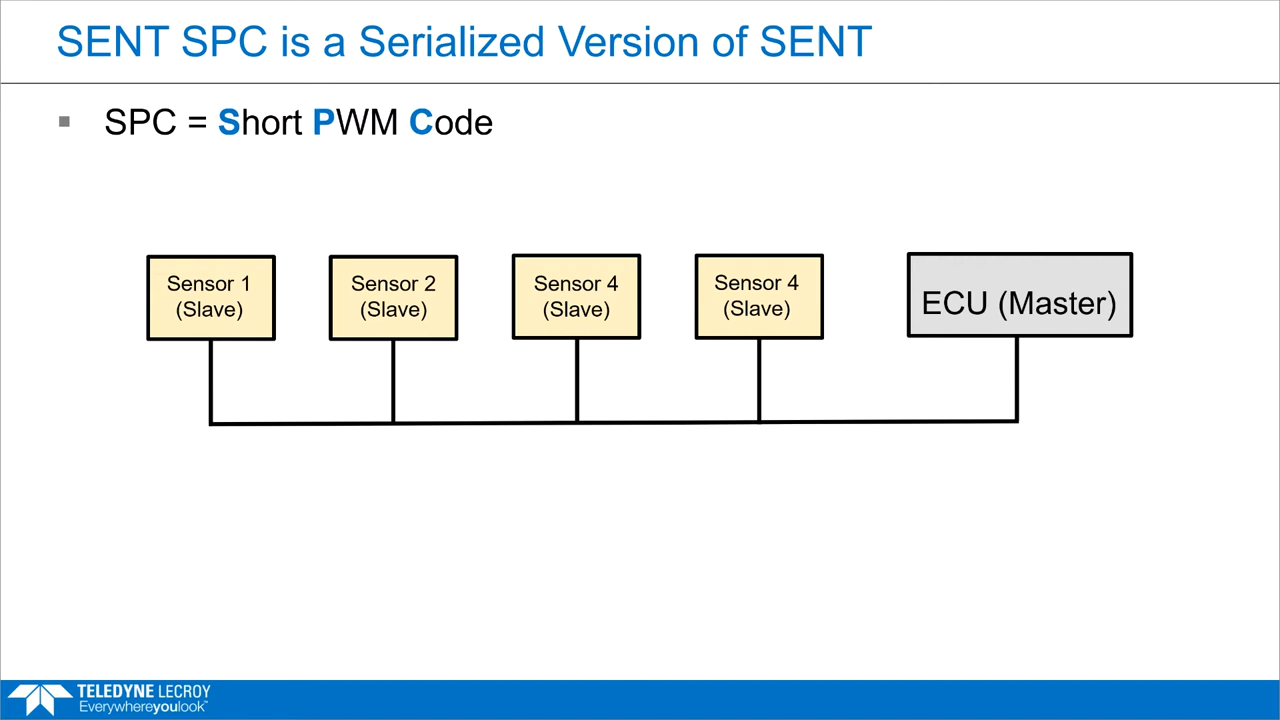 SENT SPC is a Serialized Version of SENT
SPC = Short PWM Code
Sensor 1
(Slave)
Sensor 2
(Slave)
Sensor 4
(Slave)
Sensor 4
(Slave)
ECU (Master)
TELEDYNE LECROY
Everywhereyoulook™